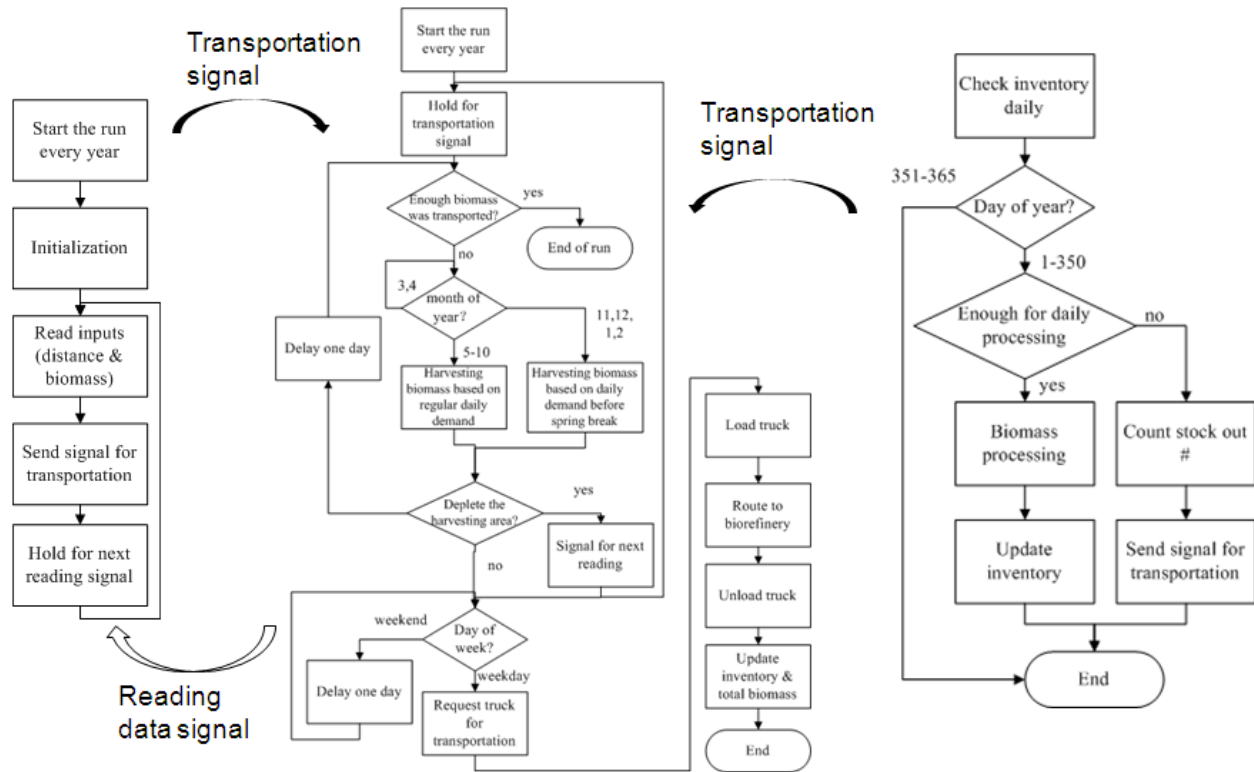 Transportation
signal
Start the run
every year
Initialization
Read inputs
(distance &
biomass)
Send signal for
transportation
Hold for next
reading signal
Reading
data signal
Start the run
every year
Hold for
transportation
signal
Enough biomass
was transported?
yes
End of run
no
3,4
month of
year?
11,12,
1,2
5-10
Delay one day
Harvesting
biomass based on
regular daily
demand
Harvesting biomass
based on daily
demand before
spring break
Deplete the
harvesting area?
yes
Signal for next
reading
no
weekend
Day of
week?
weekday
Delay one day
Request truck
for
transportation
Load truck
Route to
biorefinery
Unload truck
Update
inventory &
total biomass
End
Transportation
signal
Check inventory
daily
351-365
Day of year?
1-350
Enough for daily
processing
no
yes
Biomass
processing
Count stock out
#
Update
inventory
Send signal for
transportation
End